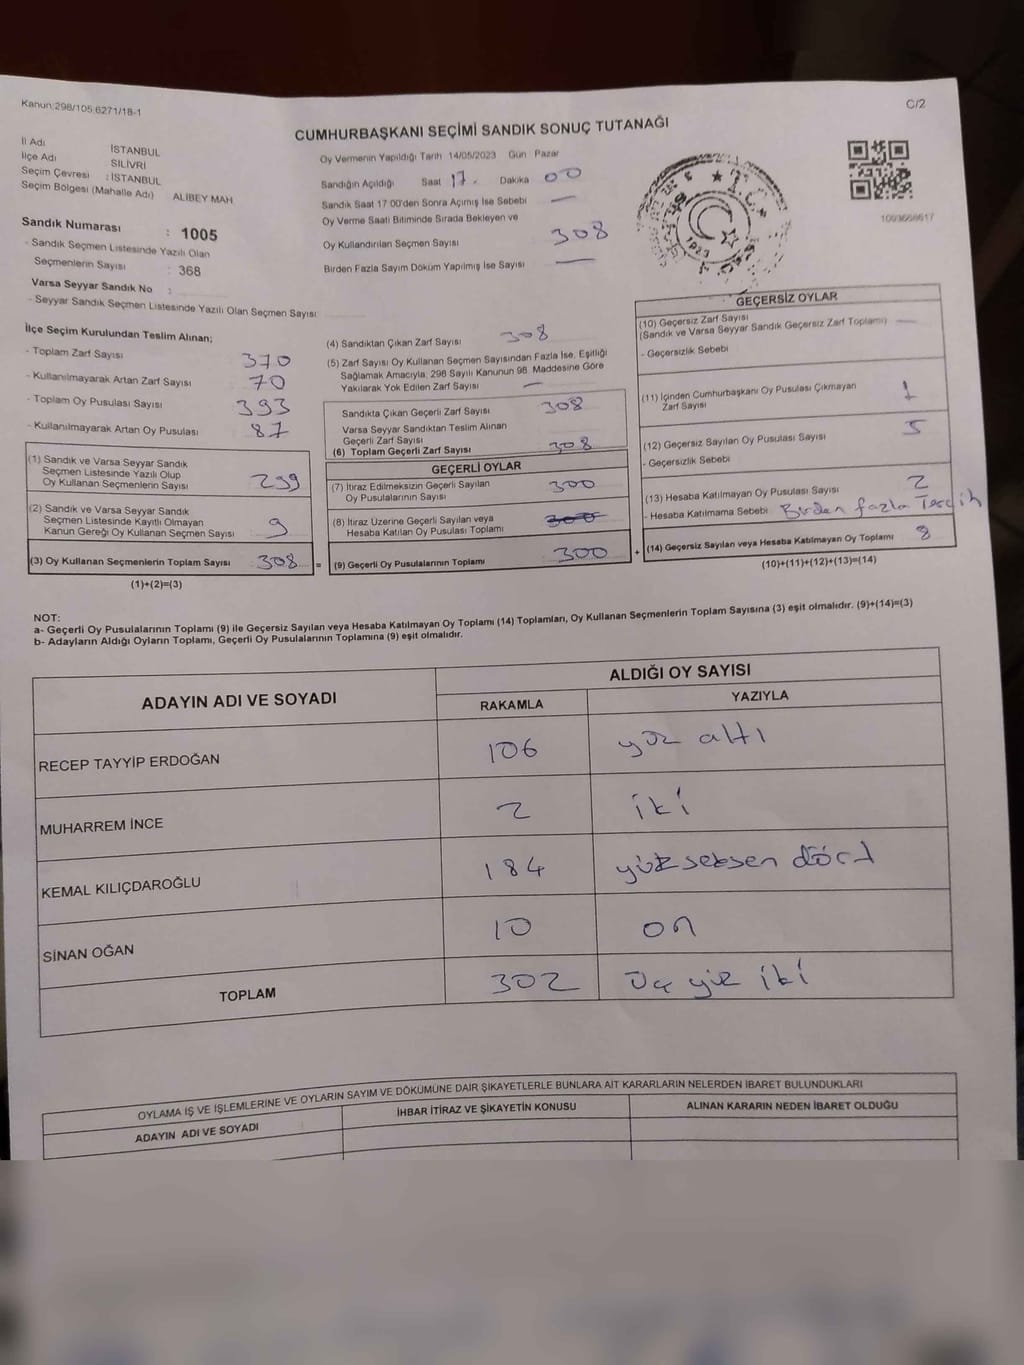 Kanun:298/105.6271/18-1
C/2
CUMHURBAŞKANI SEÇİMİ SANDIK SONUÇ TUTANAĞI
İl Adı İSTANBUL
İlçe Adı SİLİVRİ
Seçim Çevresi : İSTANBUL
Seçim Bölgesi (Mahalle Adı) ALİBEY MAH
Sandık Numarası : 1005
- Sandık Seçmen Listesinde Yazılı Olan
Seçmenlerin Sayısı : 368
Varsa Seyyar Sandık No :
- Seyyar Sandık Seçmen Listesinde Yazılı Olan Seçmen Sayısı:
Oy Vermenin Yapıldığı Tarih 14/05/2023 Gün Pazar
Sandığın Açıldığı Saat 17. Dakika 00
Sandık Saat 17:00'den Sonra Açımış İse Sebebi —
Oy Verme Saati Bitiminde Sırada Bekleyen ve
Oy Kullandırılan Seçmen Sayısı 308
Birden Fazla Sayım Döküm Yapılmış İse Sayısı —
T.C.
1923
İlçe Seçim Kurulundan Teslim Alınan;
- Toplam Zarf Sayısı 370
- Kullanılmayarak Artan Zarf Sayısı 70
- Toplam Oy Pusulası Sayısı 393
- Kullanılmayarak Artan Oy Pusulası 87
(1) Sandık ve Varsa Seyyar Sandık
Seçmen Listesinde Yazılı Olup
Oy Kullanan Seçmenlerin Sayısı 299
(2) Sandık ve Varsa Seyyar Sandık
Seçmen Listesinde Kayıtlı Olmayan
Kanun Gereği Oy Kullanan Seçmen Sayısı 9
(3) Oy Kullanan Seçmenlerin Toplam Sayısı 308 =
(1)+(2)=(3)
(4) Sandıktan Çıkan Zarf Sayısı 308
(5) Zarf Sayısı Oy Kullanan Seçmen Sayısından Fazla İse, Eşitliği
Sağlamak Amacıyla, 298 Sayılı Kanunun 98. Maddesine Göre
Yakılarak Yok Edilen Zarf Sayısı —
Sandıkta Çıkan Geçerli Zarf Sayısı 308
Varsa Seyyar Sandıktan Teslim Alınan
Geçerli Zarf Sayısı
(6) Toplam Geçerli Zarf Sayısı 308
GEÇERLİ OYLAR
(7) İtiraz Edilmeksizin Geçerli Sayılan
Oy Pusulalarının Sayısı 300
(8) İtiraz Üzerine Geçerli Sayılan veya
Hesaba Katılan Oy Pusulası Toplamı 300
(9) Geçerli Oy Pusulalarının Toplamı 300 +
GEÇERSİZ OYLAR
(10) Geçersiz Zarf Sayısı
(Sandık ve Varsa Seyyar Sandık Geçersiz Zarf Toplamı) —
- Geçersizlik Sebebi
(11) İçinden Cumhurbaşkanı Oy Pusulası Çıkmayan
Zarf Sayısı 1
(12) Geçersiz Sayılan Oy Pusulası Sayısı 5
- Geçersizlik Sebebi
(13) Hesaba Katılmayan Oy Pusulası Sayısı 2
- Hesaba Katılmama Sebebi Birden fazla Tercih
(14) Geçersiz Sayılan veya Hesaba Katılmayan Oy Toplamı 8
(10)+(11)+(12)+(13)=(14)
NOT:
a- Geçerli Oy Pusulalarının Toplamı (9) ile Geçersiz Sayılan veya Hesaba Katılmayan Oy Toplamı (14) Toplamları, Oy Kullanan Seçmenlerin Toplam Sayısına (3) eşit olmalıdır. (9)+(14)=(3)
b- Adayların Aldığı Oyların Toplamı, Geçerli Oy Pusulalarının Toplamına (9) eşit olmalıdır.
ADAYIN ADI VE SOYADI ALDIĞI OY SAYISI
RAKAMLA YAZIYLA
RECEP TAYYİP ERDOĞAN 106 yüz altı
MUHARREM İNCE 2 iki
KEMAL KILIÇDAROĞLU 184 yük seksen dört
SİNAN OĞAN 10 on
TOPLAM 302 Üç yüz iki
OYLAMA İŞ VE İŞLEMLERİNE VE OYLARIN SAYIM VE DÖKÜMÜNE DAİR ŞİKAYETLERLE BUNLARA AİT KARARLARIN NELERDEN İBARET BULUNDUKLARI
ADAYIN ADI VE SOYADI İHBAR İTİRAZ VE ŞİKAYETİN KONUSU ALINAN KARARIN NEDEN İBARET OLDUĞU